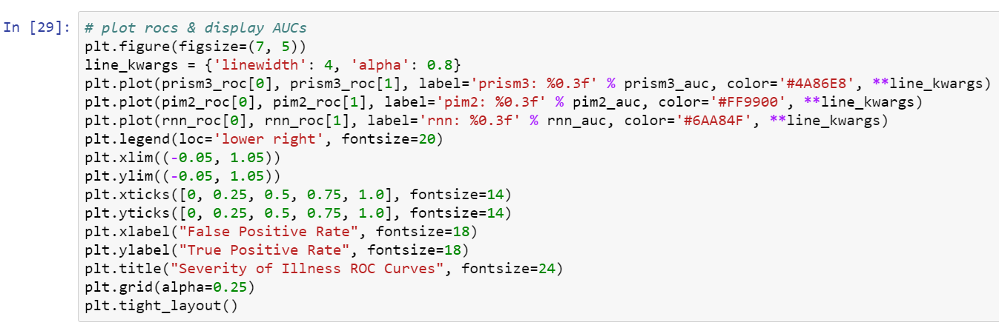 In [29]: # plot rocs & display AUCs
plt.figure(figsize=(7, 5))
line_kwargs = {'linewidth': 4, 'alpha': 0.8}
plt.plot(prism3_roc[0], prism3_roc[1], label='prism3: %0.3f' % prism3_auc, color='#4A86E8', **line_kwargs)
plt.plot(pim2_roc[0], pim2_roc[1], label='pim2: %0.3f' % pim2_auc, color='#FF9900', **line_kwargs)
plt.plot(rnn_roc[0], rnn_roc[1], label='rnn: %0.3f' % rnn_auc, color='#6AA84F', **line_kwargs)
plt.legend(loc='lower right', fontsize=20)
plt.xlim((-0.05, 1.05))
plt.ylim((-0.05, 1.05))
plt.xticks([0, 0.25, 0.5, 0.75, 1.0], fontsize=14)
plt.yticks([0, 0.25, 0.5, 0.75, 1.0], fontsize=14)
plt.xlabel("False Positive Rate", fontsize=18)
plt.ylabel("True Positive Rate", fontsize=18)
plt.title("Severity of Illness ROC Curves", fontsize=24)
plt.grid(alpha=0.25)
plt.tight_layout()